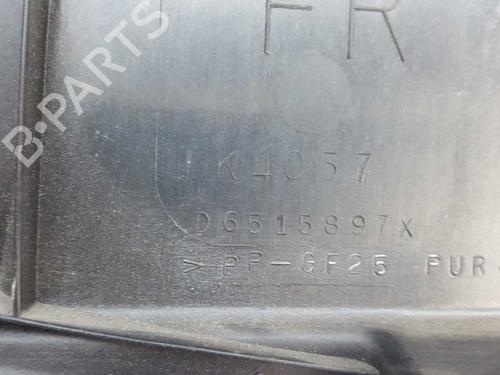 B-PARTS
FR
K4057
D6515897X
>PP-GF25 PUR